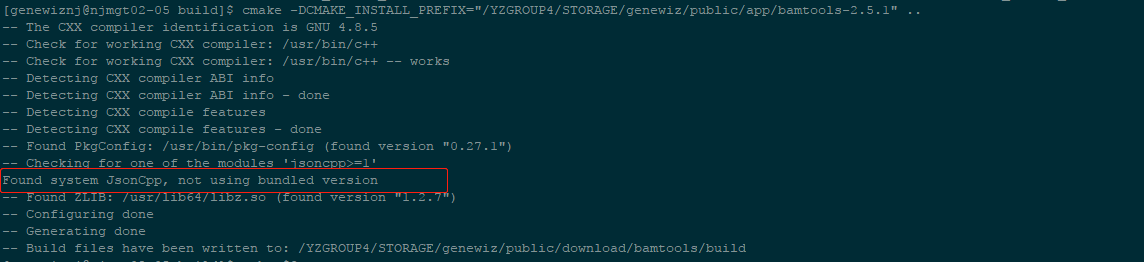 [genewiznj@njmgt02-05 build]$ cmake -DCMAKE_INSTALL_PREFIX="/YZGROUP4/STORAGE/genewiz/public/app/bamtools-2.5.1" ..
-- The CXX compiler identification is GNU 4.8.5
-- Check for working CXX compiler: /usr/bin/c++
-- Check for working CXX compiler: /usr/bin/c++ -- works
-- Detecting CXX compiler ABI info
-- Detecting CXX compiler ABI info - done
-- Detecting CXX compile features
-- Detecting CXX compile features - done
-- Found PkgConfig: /usr/bin/pkg-config (found version "0.27.1")
-- Checking for one of the modules 'jsoncpp>=1'
Found system JsonCpp, not using bundled version
-- Found ZLIB: /usr/lib64/libz.so (found version "1.2.7")
-- Configuring done
-- Generating done
-- Build files have been written to: /YZGROUP4/STORAGE/genewiz/public/download/bamtools/build